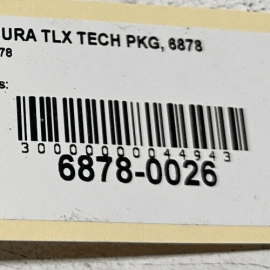 URA TLX TECH PKG, 6878
78
s:
3000000044943
6878-0026